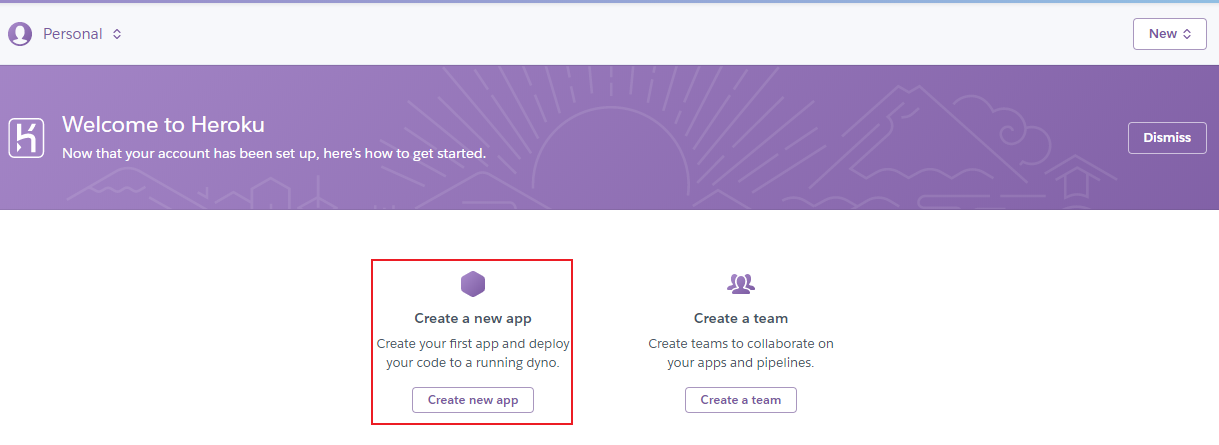 Personal
New
Welcome to Heroku
Now that your account has been set up, here's how to get started.
Dismiss
Create a new app
Create your first app and deploy
your code to a running dyno.
Create new app
Create a team
Create teams to collaborate on
your apps and pipelines.
Create a team